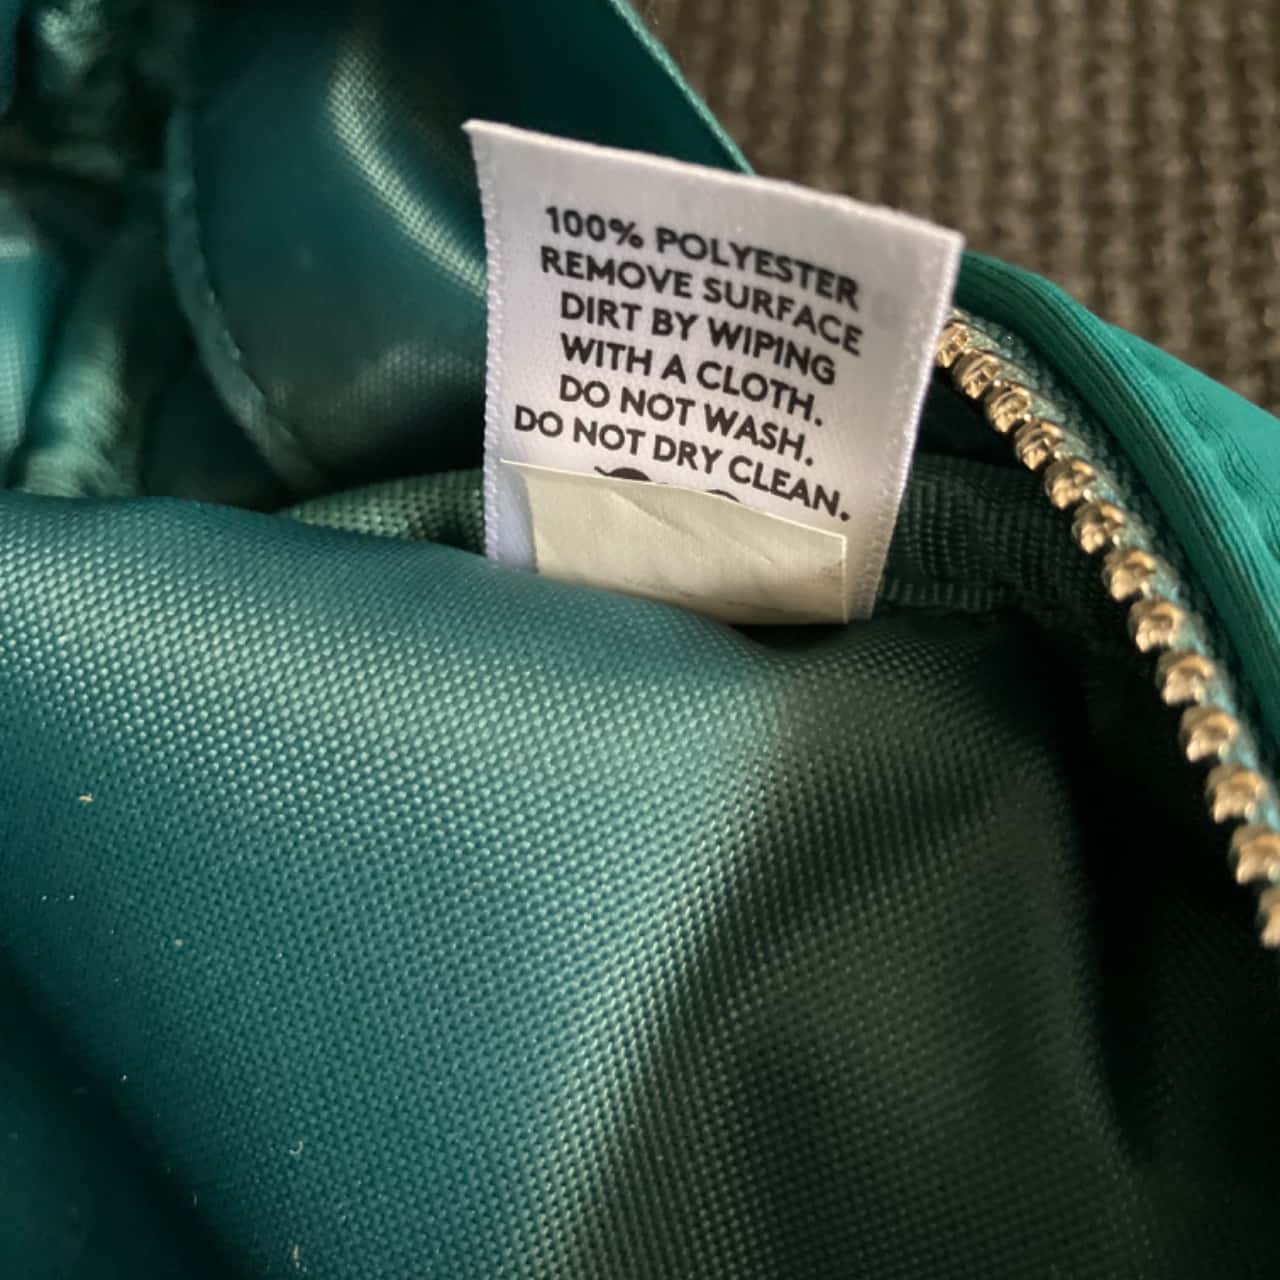 100% POLYESTER
REMOVE SURFACE
DIRT BY WIPING
WITH A CLOTH.
DO NOT WASH.
DO NOT DRY CLEAN.